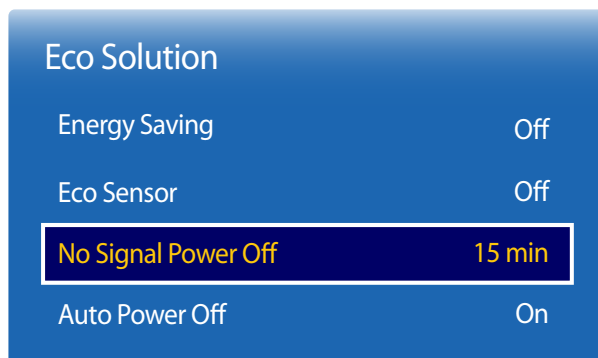 Eco Solution
Energy Saving Off
Eco Sensor Off
No Signal Power Off 15 min
Auto Power Off On